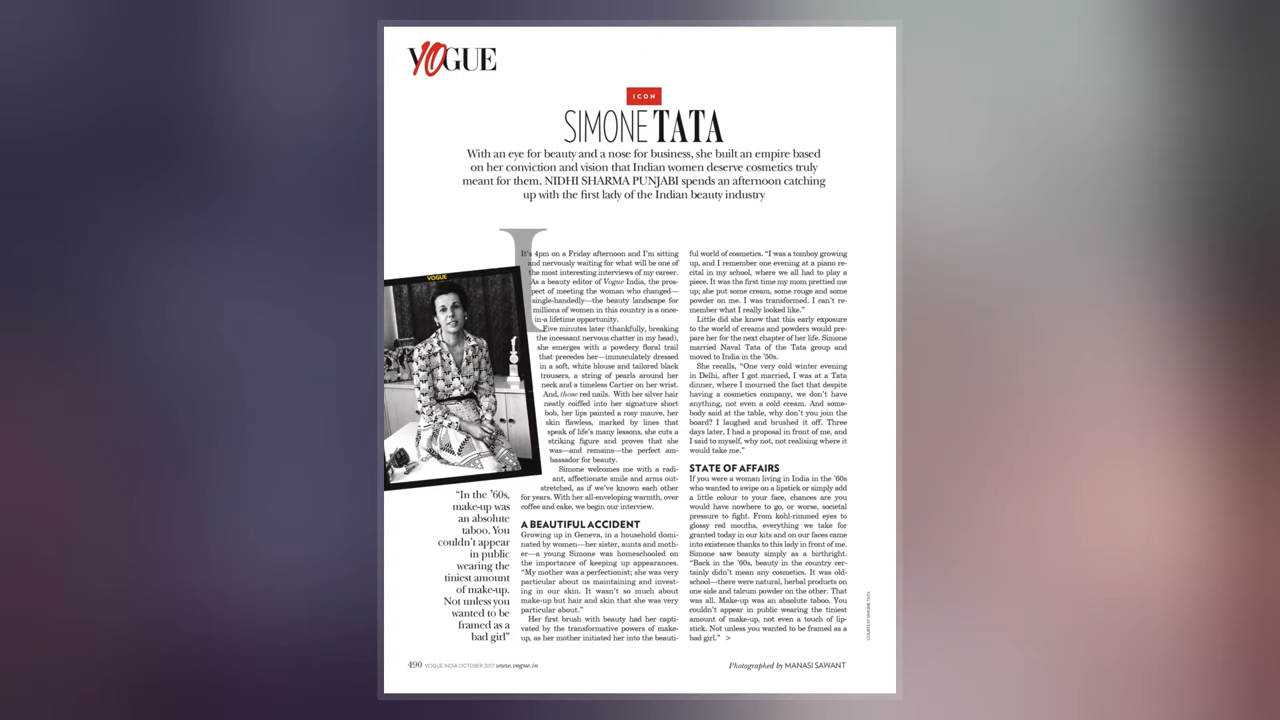 VOGUE
10
ICON
SIMONE TATA
With an eye for beauty and a nose for business, she built an empire based
on her conviction and vision that Indian women deserve cosmetics truly
meant for them. NIDHI SHARMA PUNJABI spends an afternoon catching
up with the first lady of the Indian beauty industry
VOGUE
“In the ’60s,
make-up was
an absolute
taboo. You
couldn’t appear
in public
wearing the
tiniest amount
of make-up.
Not unless you
wanted to be
framed as a
bad girl”
I
It’s 4pm on a Friday afternoon and I’m sitting
and nervously waiting for what will be one of
the most interesting interviews of my career.
As a beauty editor of Vogue India, the pros-
pect of meeting the woman who changed—
single-handedly—the beauty landscape for
millions of women in this country is a once-
in-a lifetime opportunity.
Five minutes later (thankfully, breaking
the incessant nervous chatter in my head),
she emerges with a powdery floral trail
that precedes her—immaculately dressed
in a soft, white blouse and tailored black
trousers, a string of pearls around her
neck and a timeless Cartier on her wrist.
And, those red nails. With her silver hair
neatly coiffed into her signature short
bob, her lips painted a rosy mauve, her
skin flawless, marked by lines that
speak of life’s many lessons, she cuts a
striking figure and proves that she
was—and remains—the perfect am-
bassador for beauty.
Simone welcomes me with a radi-
ant, affectionate smile and arms out-
stretched, as if we’ve known each other
for years. With her all-enveloping warmth, over
coffee and cake, we begin our interview.
A BEAUTIFUL ACCIDENT
Growing up in Geneva, in a household domi-
nated by women—her sister, aunts and moth-
er—a young Simone was homeschooled on
the importance of keeping up appearances.
“My mother was a perfectionist; she was very
particular about us maintaining and invest-
ing in our skin. It wasn’t so much about
make-up but hair and skin that she was very
particular about.”
Her first brush with beauty had her capti-
vated by the transformative powers of make-
up, as her mother initiated her into the beauti-
ful world of cosmetics. “I was a tomboy growing
up, and I remember one evening at a piano re-
cital in my school, where we all had to play a
piece. It was the first time my mom prettied me
up; she put some cream, some rouge and some
powder on me. I was transformed. I can’t re-
member what I really looked like.”
Little did she know that this early exposure
to the world of creams and powders would pre-
pare her for the next chapter of her life. Simone
married Naval Tata of the Tata group and
moved to India in the ’50s.
She recalls, “One very cold winter evening
in Delhi, after I got married, I was at a Tata
dinner, where I mourned the fact that despite
having a cosmetics company, we don’t have
anything, not even a cold cream. And some-
body said at the table, why don’t you join the
board? I laughed and brushed it off. Three
days later, I had a proposal in front of me, and
I said to myself, why not, not realising where it
would take me.”
STATE OF AFFAIRS
If you were a woman living in India in the ’60s
who wanted to swipe on a lipstick or simply add
a little colour to your face, chances are you
would have nowhere to go, or worse, societal
pressure to fight. From kohl-rimmed eyes to
glossy red mouths, everything we take for
granted today in our kits and on our faces came
into existence thanks to this lady in front of me.
Simone saw beauty simply as a birthright.
“Back in the ’60s, beauty in the country cer-
tainly didn’t mean any cosmetics. It was old-
school—there were natural, herbal products on
one side and talcum powder on the other. That
was all. Make-up was an absolute taboo. You
couldn’t appear in public wearing the tiniest
amount of make-up, not even a touch of lip-
stick. Not unless you wanted to be framed as a
bad girl.” >
COURTESY SIMONE TATA
490 VOGUE INDIA OCTOBER 2017 www.vogue.in
Photographed by MANASI SAWANT